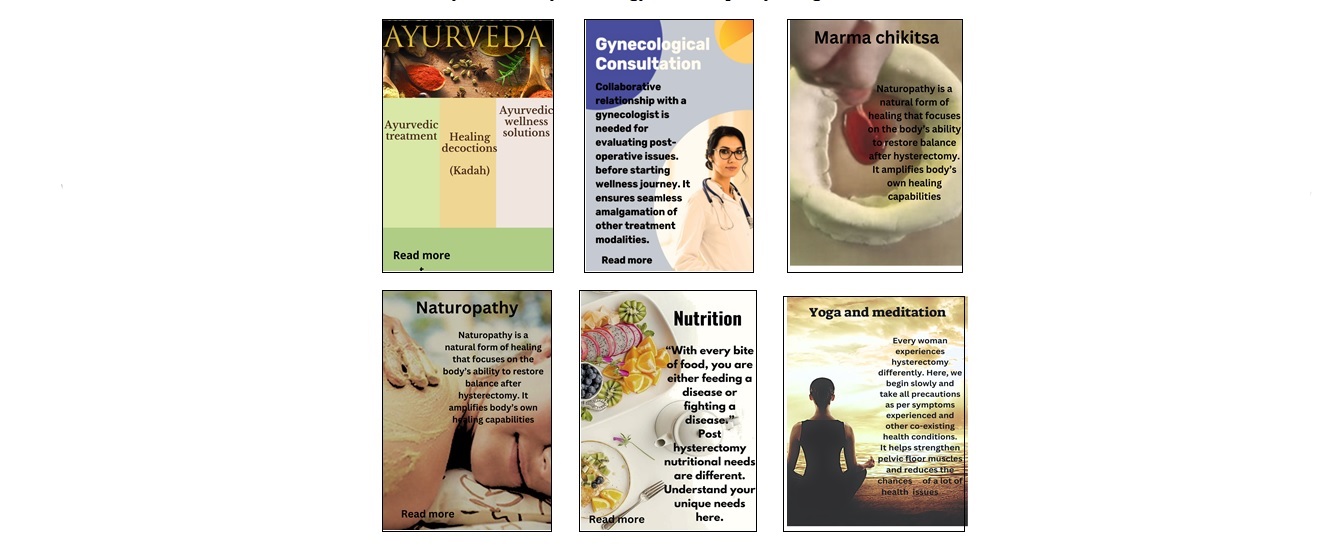 AYURVEDA
Ayurvedic
treatment
Healing
decoctions
(Kadah)
Ayurvedic
wellness
solutions
Read more
Gynecological
Consultation
Collaborative
relationship with a
gynecologist is
needed for
evaluating post-
operative issues.
before starting
wellness journey. It
ensures seamless
amalgamation of
other treatment
modalities.
Read more
Marma chikitsa
Naturopathy is a
natural form of
healing that focuses
on the body's ability
to restore balance
after hysterectomy.
It amplifies body's
own healing
capabilities
Naturopathy
Naturopathy is a
natural form of healing
that focuses on the
body's ability to restore
balance after
hysterectomy. It
amplifies body's own
healing capabilities
Read more
Nutrition
"With every bite
of food, you are
either feeding a
disease or
fighting a
disease."
Post
hysterectomy
nutritional needs
are different.
Understand your
unique needs
here.
Read more
Yoga and meditation
Every woman
experiences
hysterectomy
differently. Here, we
begin slowly and
take all precautions
as per symptoms
experienced and
other co-existing
health conditions.
It helps strengthen
pelvic floor muscles
and reduces the
chances of a lot of
health issues